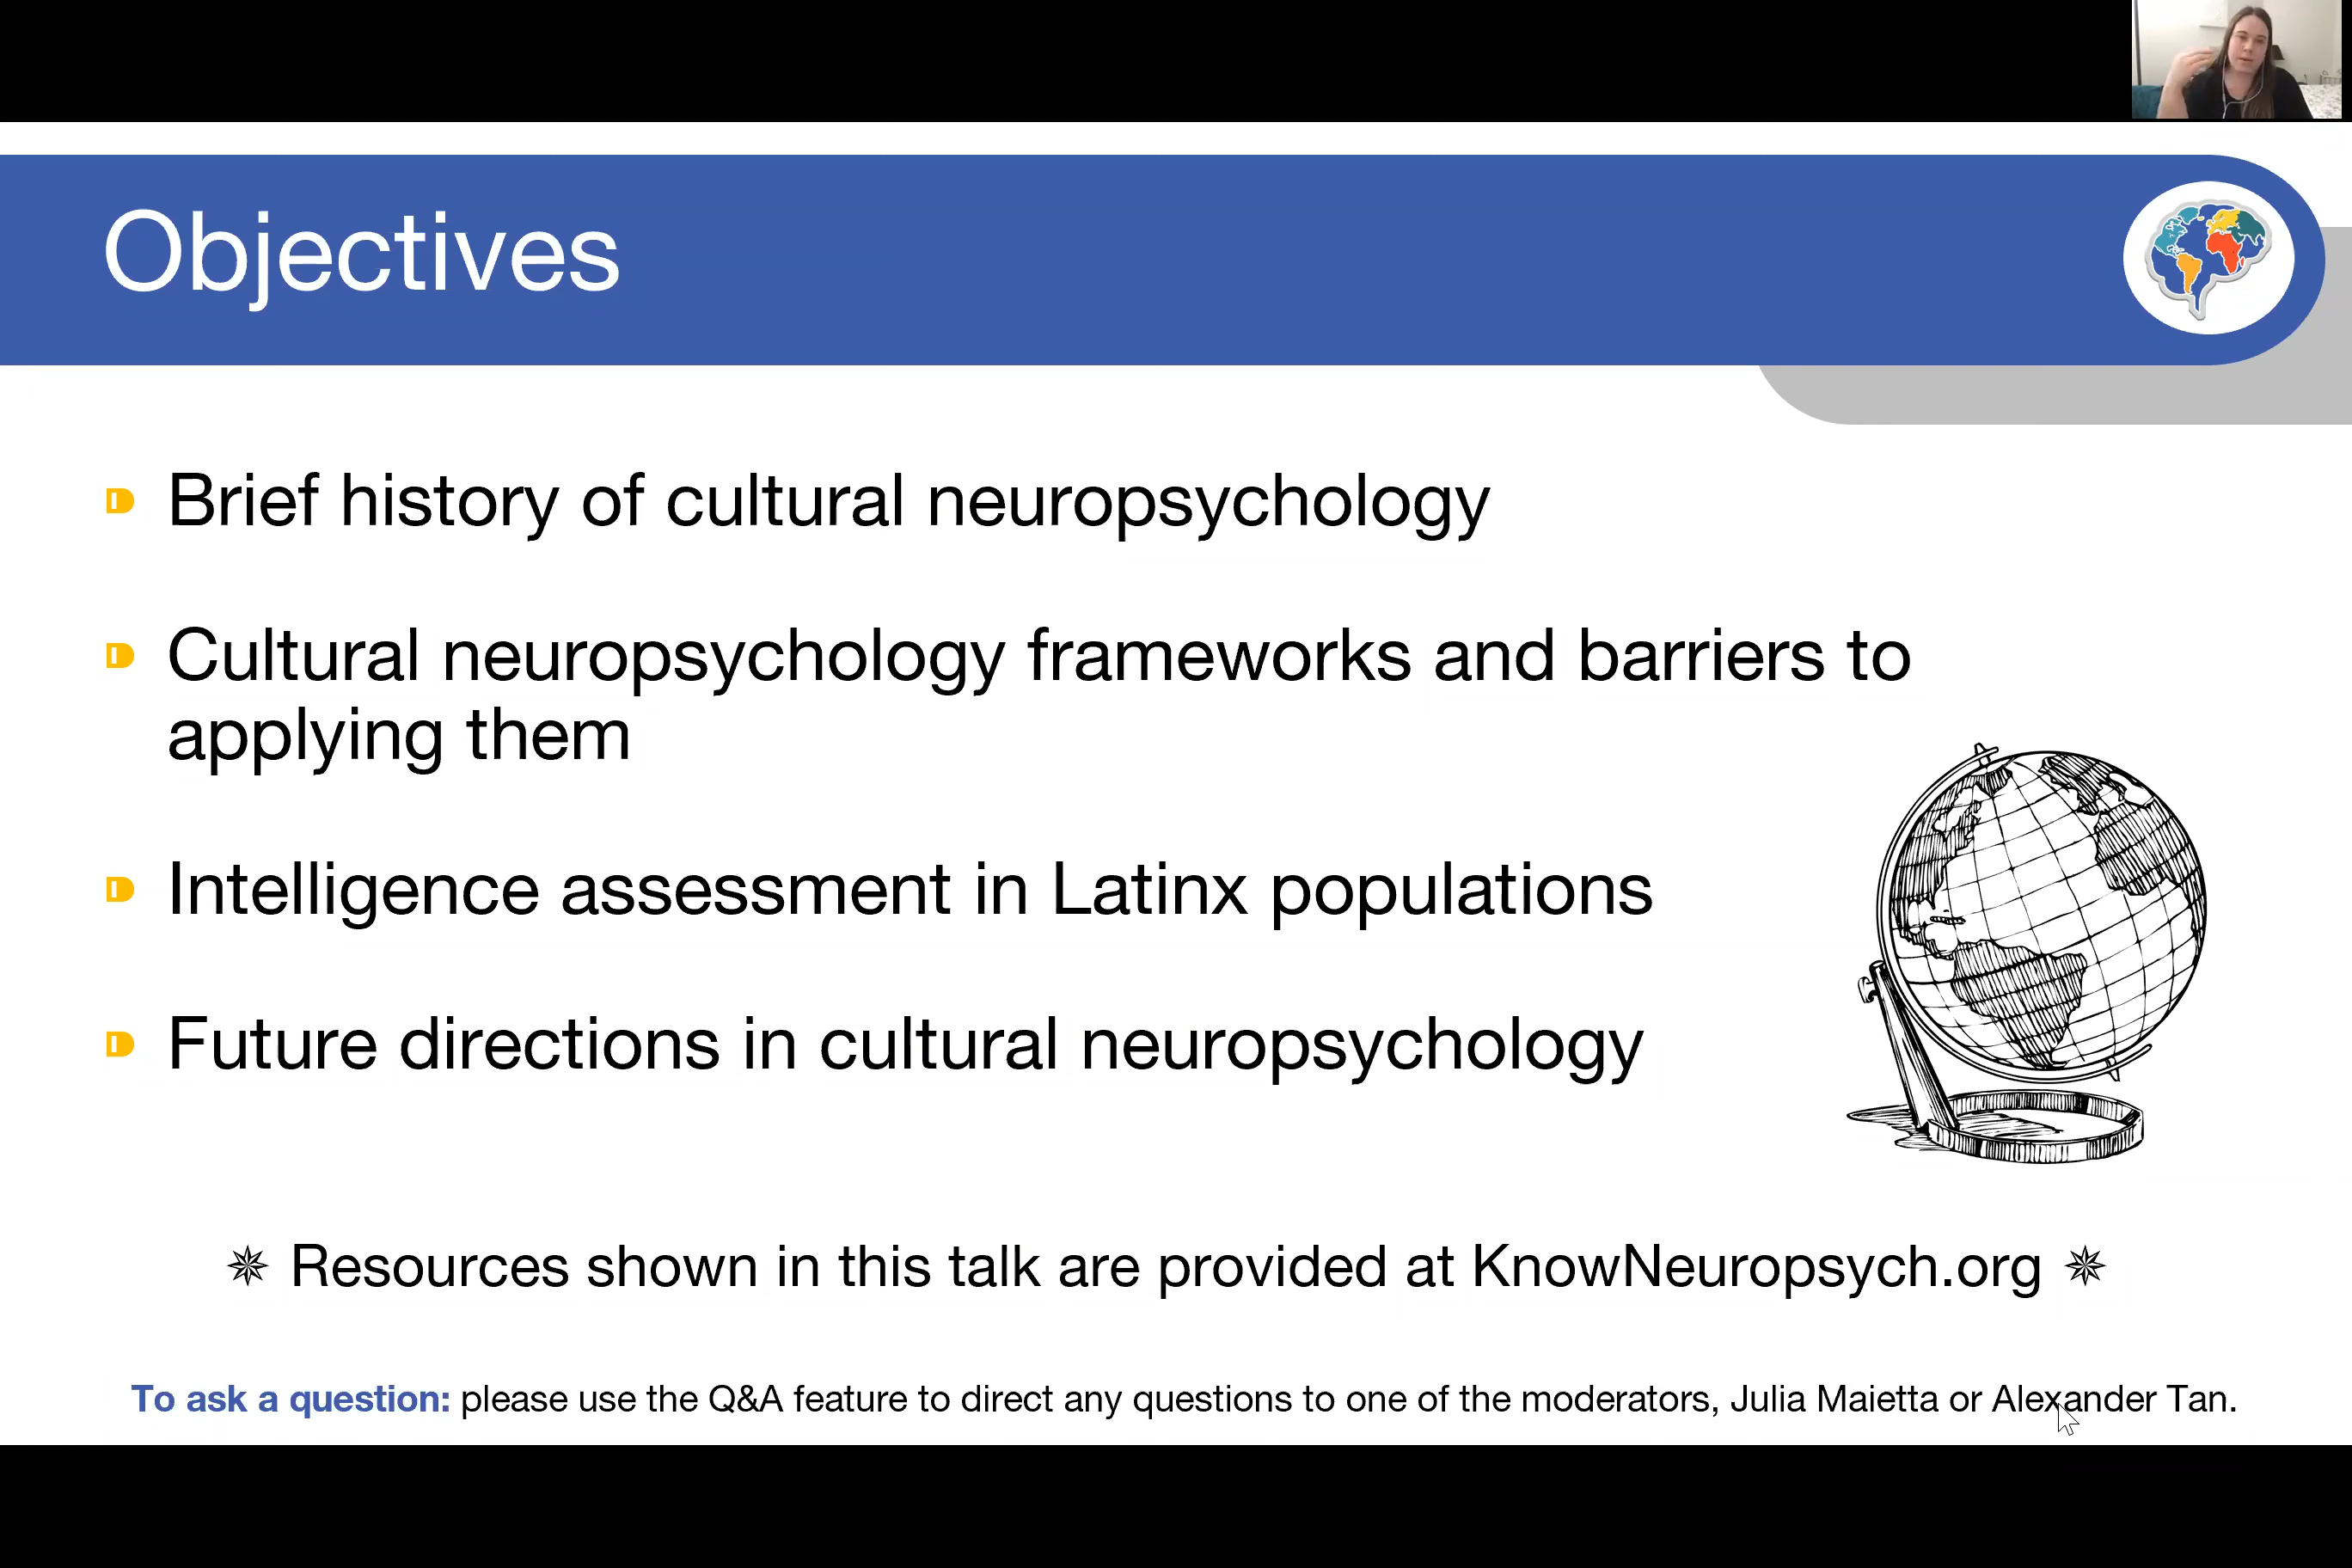 Objectives
Brief history of cultural neuropsychology
Cultural neuropsychology frameworks and barriers to
applying them
Intelligence assessment in Latinx populations
Future directions in cultural neuropsychology
✵ Resources shown in this talk are provided at KnowNeuropsych.org ✵
To ask a question: please use the Q&A feature to direct any questions to one of the moderators, Julia Maietta or Alexander Tan.